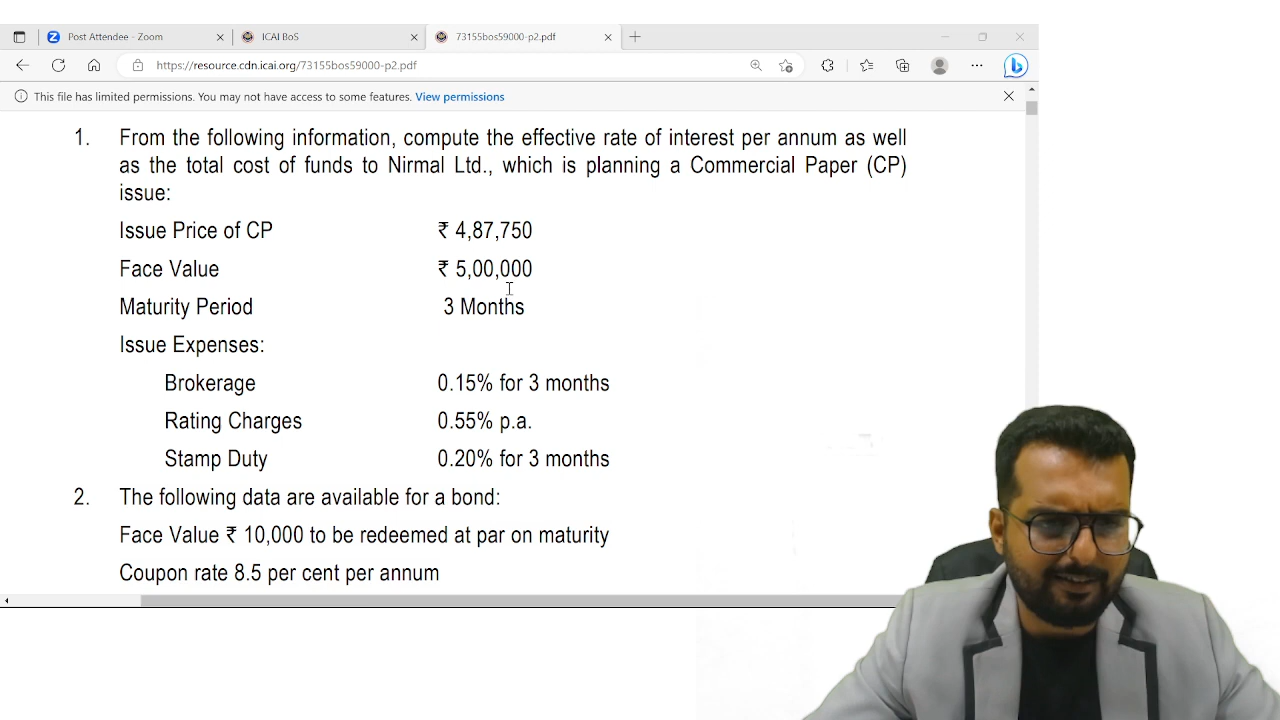 Post Attendee - Zoom
ICAI BoS
73155bos59000-p2.pdf
https://resource.cdn.icai.org/73155bos59000-p2.pdf
This file has limited permissions. You may not have access to some features. View permissions
1. From the following information, compute the effective rate of interest per annum as well
as the total cost of funds to Nirmal Ltd., which is planning a Commercial Paper (CP)
issue:
Issue Price of CP ₹ 4,87,750
Face Value ₹ 5,00,000
Maturity Period 3 Months
Issue Expenses:
Brokerage 0.15% for 3 months
Rating Charges 0.55% p.a.
Stamp Duty 0.20% for 3 months
2. The following data are available for a bond:
Face Value ₹ 10,000 to be redeemed at par on maturity
Coupon rate 8.5 per cent per annum